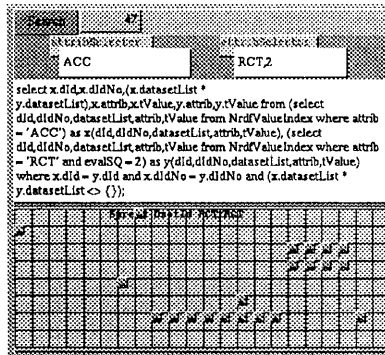 Search 47
attribSelector attribSelector
ACC RCT,2
select x.dId,x.dIdNo,(x.datasetList *
y.datasetList),x.attrib,x.tValue,y.attrib,y.tValue from (select
dId,dIdNo,datasetList,attrib,tValue from NrdfValueIndex where attrib
= 'ACC') as x(dId,dIdNo,datasetList,attrib,tValue), (select
dId,dIdNo,datasetList,attrib,tValue from NrdfValueIndex where attrib
= 'RCT' and evalSQ = 2) as y(dId,dIdNo,datasetList,attrib,tValue)
where x.dId = y.dId and x.dIdNo = y.dIdNo and (x.datasetList *
y.datasetList <> {});